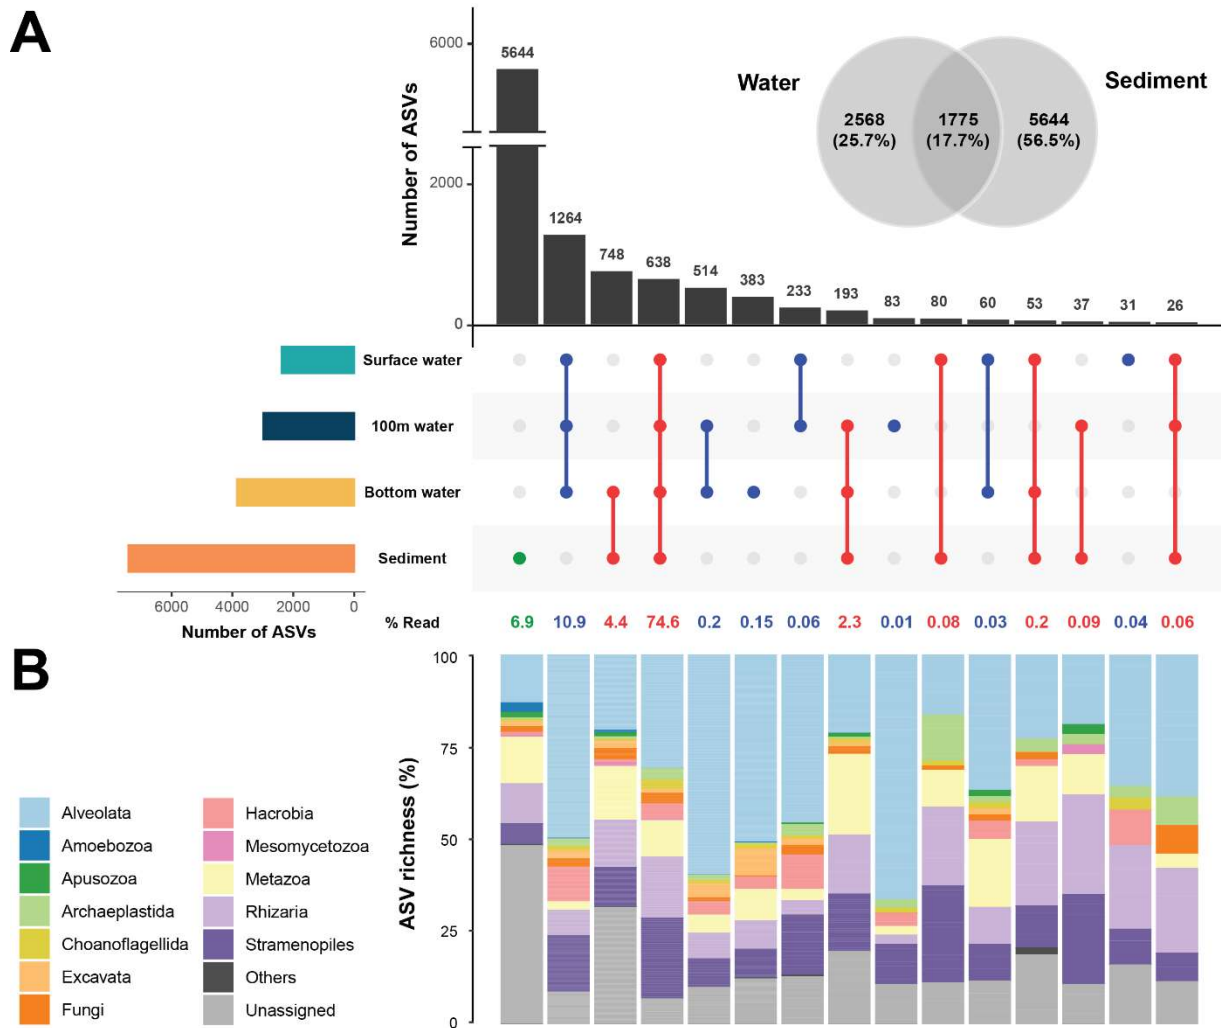 A
Number of ASVs
6000
2000
0
5644
1264
748
638
514
383
233
193
83
80
60
53
37
31
26
Water
Sediment
2568
(25.7%)
1775
(17.7%)
5644
(56.5%)
Surface water
100m water
Bottom water
Sediment
6000 4000 2000 0
Number of ASVs
% Read 6.9 10.9 4.4 74.6 0.2 0.15 0.06 2.3 0.01 0.08 0.03 0.2 0.09 0.04 0.06
B
ASV richness (%)
100
75
50
25
0
Alveolata
Amoebozoa
Apusozoa
Archaeplastida
Choanoflagellida
Excavata
Fungi
Hacrobia
Mesomycetozoa
Metazoa
Rhizaria
Stramenopiles
Others
Unassigned